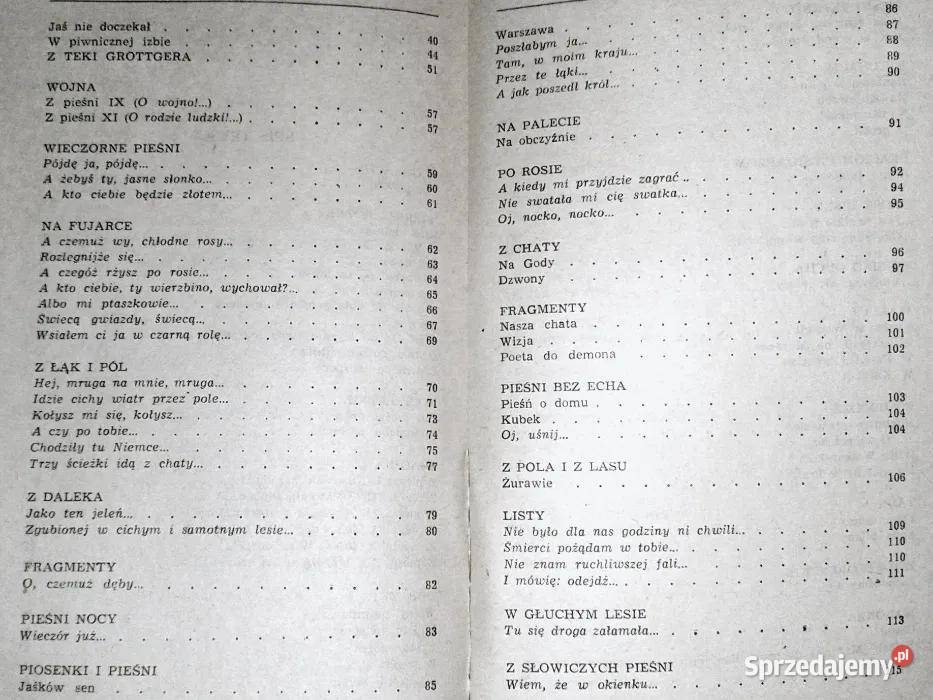 Jaś nie doczekał . . . . . . . . . . 40
W piwnicznej izbie . . . . . . . . . 44
Z TEKI GROTTGERA . . . . . . . . . 51
WOJNA
Z pieśni IX (O wojno!...) . . . . . . . 57
Z pieśni XI (O rodzie ludzki!...) . . . . . . 57
WIECZORNE PIEŚNI
Pójdę ja, pójdę... . . . . . . . . . 59
A żebyś ty, jasne słonko... . . . . . . . 60
A kto ciebie będzie złotem... . . . . . . . 61
NA FUJARCE
A czemuż wy, chłodne rosy... . . . . . . . 62
Rozlegnijże się... . . . . . . . . . 63
A czegóż rżysz po rosie... . . . . . . . 64
A kto ciebie, ty wierzbino, wychował?... . . . . . 65
Albo mi ptaszkowie... . . . . . . . . 66
Świecą gwiazdy, świecą... . . . . . . . 67
Wsiałem ci ja w czarną rolę... . . . . . . 69
Z ŁĄK I PÓL
Hej, mruga na mnie, mruga... . . . . . . . 70
Idzie cichy wiatr przez pole... . . . . . . . 71
Kołysz mi się, kołysz... . . . . . . . . 73
A czy po tobie... . . . . . . . . . 74
Chodziły tu Niemce... . . . . . . . . 75
Trzy ścieżki idą z chaty... . . . . . . . 77
Z DALEKA
Jako ten jeleń... . . . . . . . . . 79
Zgubionej w cichym i samotnym lesie... . . . . . 80
FRAGMENTY
O, czemuż dęby... . . . . . . . . . 82
PIEŚNI NOCY
Wieczór już... . . . . . . . . . . 83
PIOSENKI I PIEŚNI
Jaśków sen . . . . . . . . . . . 85
Warszawa . . . . . . . . . . . 86
Poszłabym ja... . . . . . . . . . . 87
Tam, w moim kraju... . . . . . . . . 88
Przez te łąki... . . . . . . . . . . 89
A jak poszedł król... . . . . . . . . . 90
NA PALECIE
Na obczyźnie . . . . . . . . . . 91
PO ROSIE
A kiedy mi przyjdzie zagrać... . . . . . . . 92
Nie swatała mi cię swatka... . . . . . . . 94
Oj, nocko, nocko... . . . . . . . . . 95
Z CHATY
Na Gody . . . . . . . . . . . 96
Dzwony . . . . . . . . . . . 97
FRAGMENTY
Nasza chata . . . . . . . . . . 100
Wizja . . . . . . . . . . . . 101
Poeta do demona . . . . . . . . . 102
PIEŚNI BEZ ECHA
Pieśń o domu . . . . . . . . . . 103
Kubek . . . . . . . . . . . . 104
Oj, uśnij... . . . . . . . . . . . 104
Z POLA I Z LASU
Żurawie . . . . . . . . . . . 106
LISTY
Nie było dla nas godziny ni chwili... . . . . . 109
Śmierci pożądam w tobie... . . . . . . . 110
Nie znam ruchliwszej fali... . . . . . . . 110
I mówię: odejdź... . . . . . . . . . 111
W GŁUCHYM LESIE
Tu się droga załamała... . . . . . . . . 113
Z SŁOWICZYCH PIEŚNI
Wiem, że w okienku... . . . . . . . .
Sprzedajemy.pl